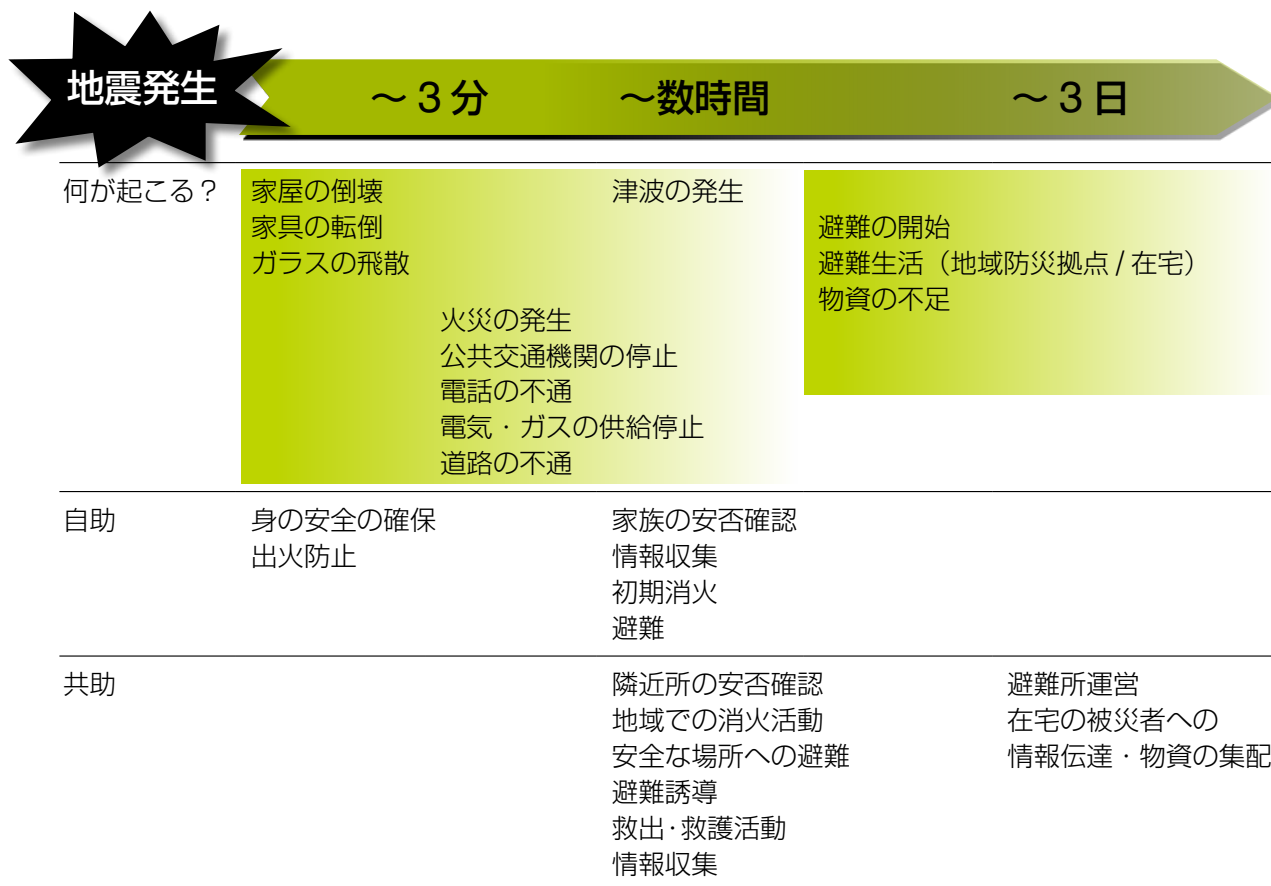 地震発生
～3分
～数時間
～3日
何が起こる？
家屋の倒壊
家具の転倒
ガラスの飛散
火災の発生
公共交通機関の停止
電話の不通
電気・ガスの供給停止
道路の不通
津波の発生
避難の開始
避難生活（地域防災拠点/在宅）
物資の不足
自助
身の安全の確保
出火防止
家族の安否確認
情報収集
初期消火
避難
共助
隣近所の安否確認
地域での消火活動
安全な場所への避難
避難誘導
救出・救護活動
情報収集
避難所運営
在宅の被災者への
情報伝達・物資の集配